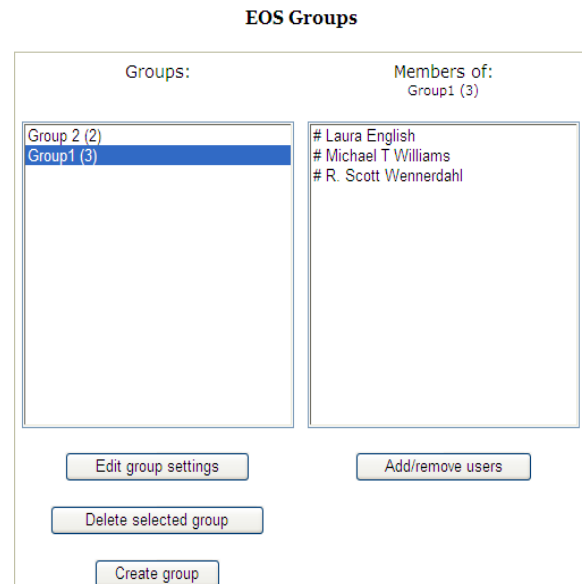 EOS Groups
Groups:
Members of:
Group1 (3)
Group 2 (2)
Group1 (3)
# Laura English
# Michael T Williams
# R. Scott Wennerdahl
Edit group settings
Add/remove users
Delete selected group
Create group